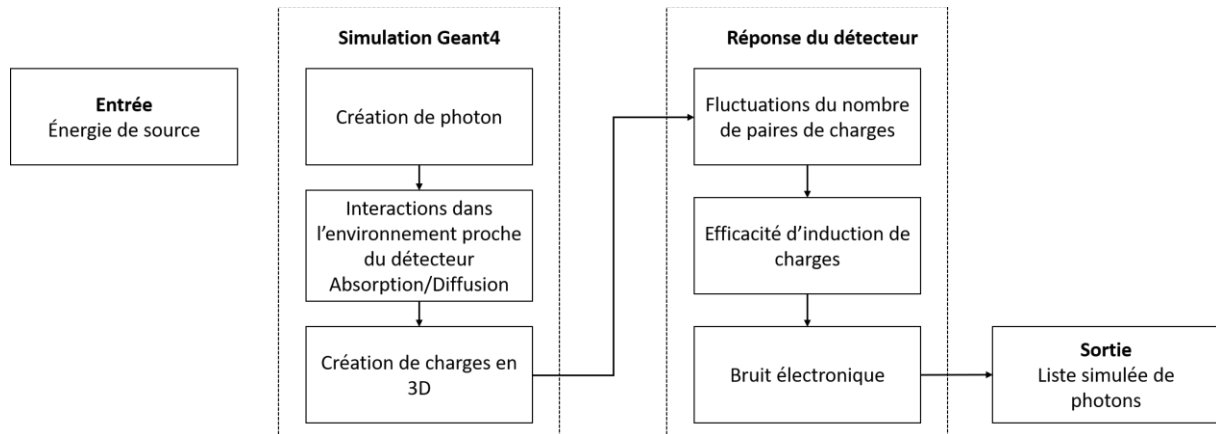 Entrée
Énergie de source
Simulation Geant4
Création de photon
Interactions dans
l'environnement proche
du détecteur
Absorption/Diffusion
Création de charges en
3D
Réponse du détecteur
Fluctuations du nombre
de paires de charges
Efficacité d'induction de
charges
Bruit électronique
Sortie
Liste simulée de
photons